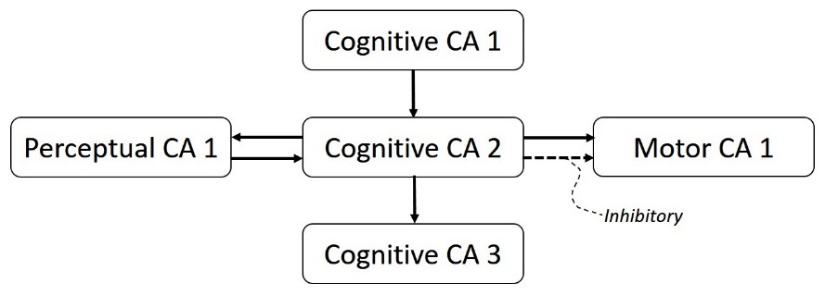 Cognitive CA 1
Perceptual CA 1
Cognitive CA 2
Motor CA 1
Inhibitory
Cognitive CA 3